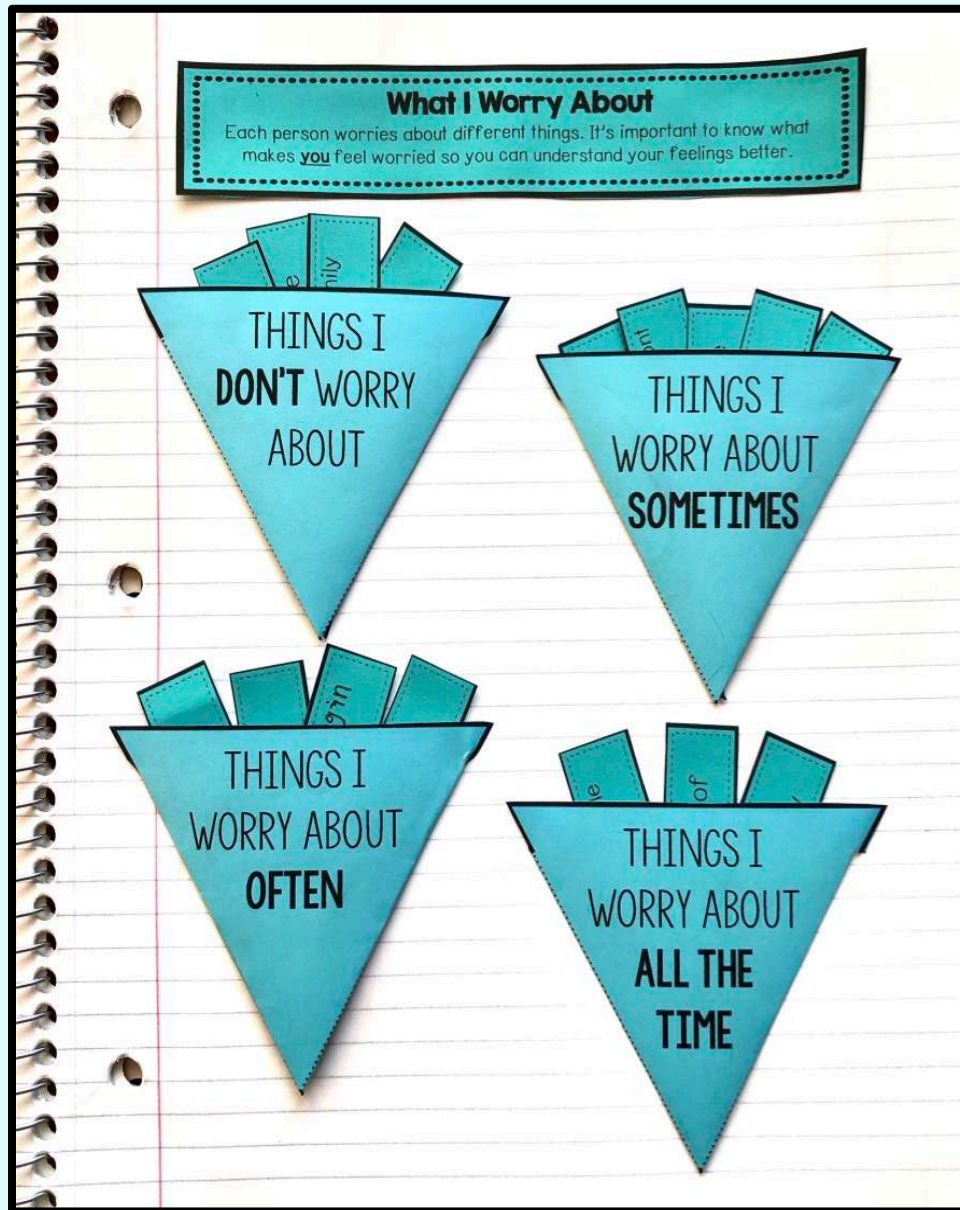 What I Worry About
Each person worries about different things. It's important to know what
makes you feel worried so you can understand your feelings better.
THINGS I
DON'T WORRY
ABOUT
THINGS I
WORRY ABOUT
SOMETIMES
THINGS I
WORRY ABOUT
OFTEN
THINGS I
WORRY ABOUT
ALL THE
TIME
of